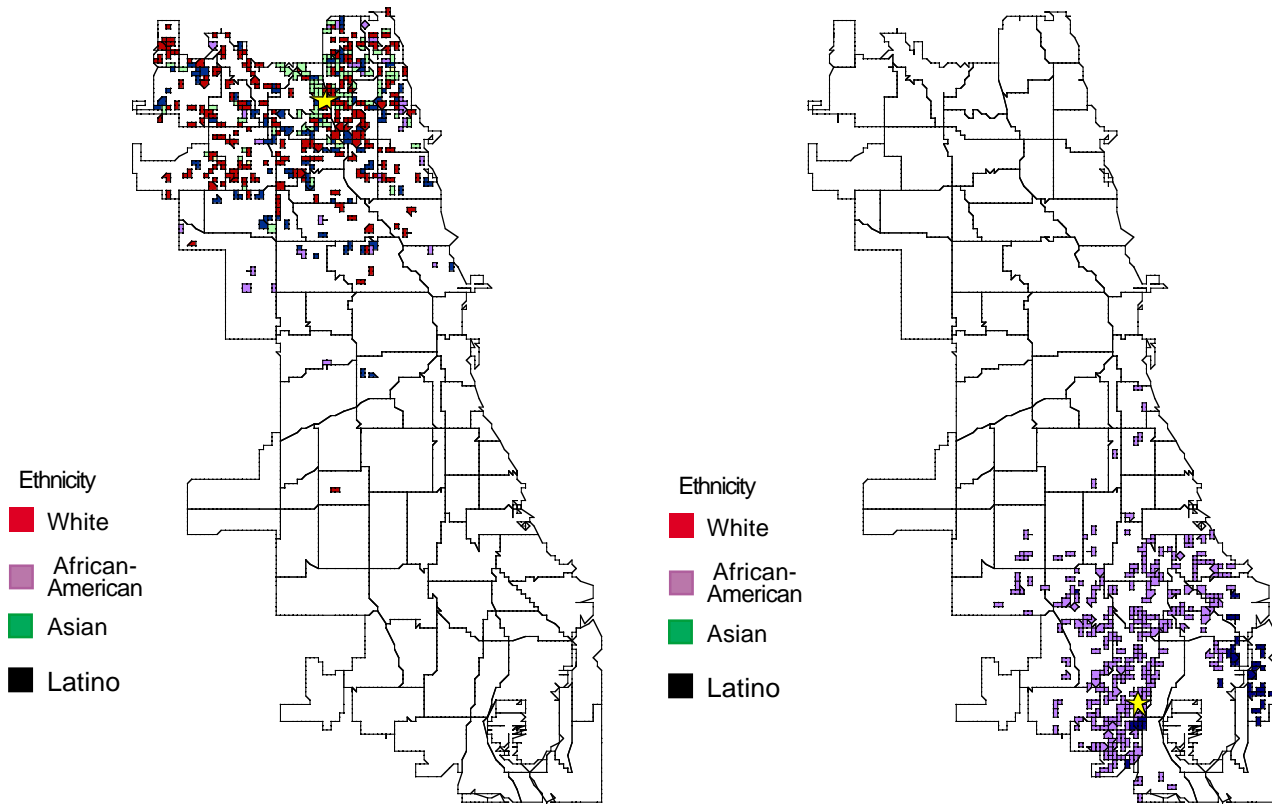 Ethnicity
White
African-
American
Asian
Latino
Ethnicity
White
African-
American
Asian
Latino